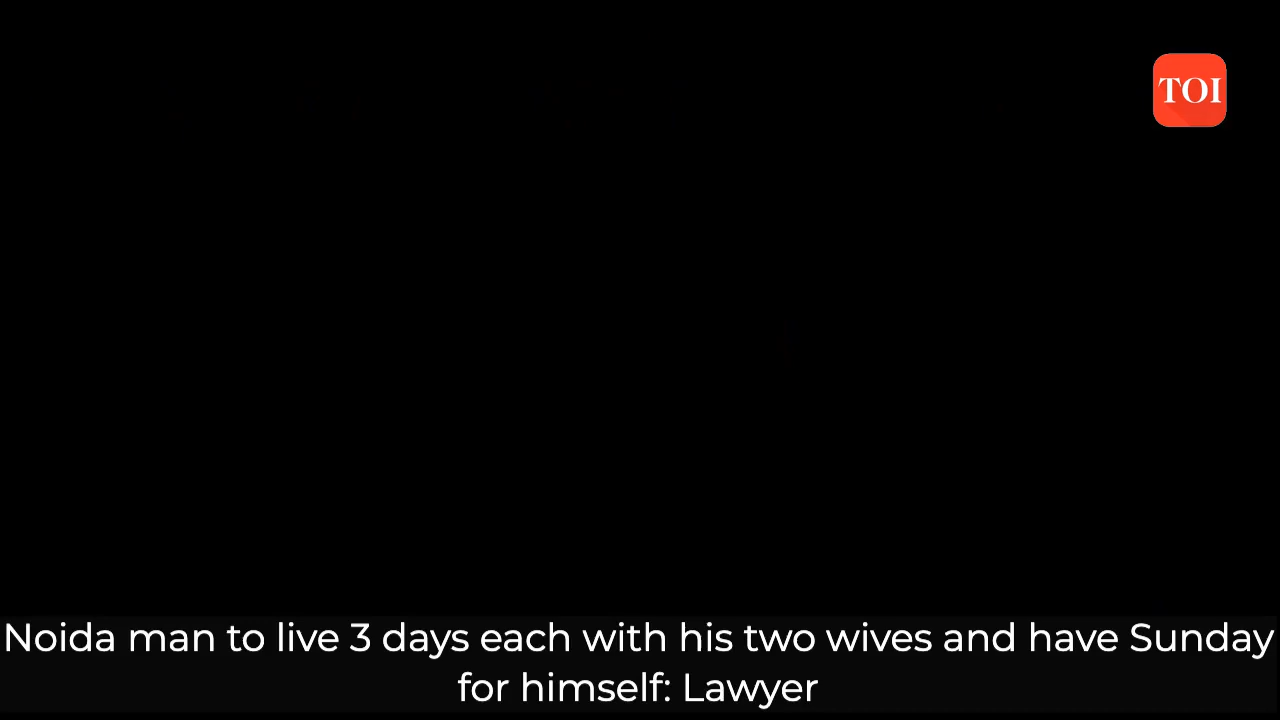 TOI
Noida man to live 3 days each with his two wives and have Sunday
for himself: Lawyer